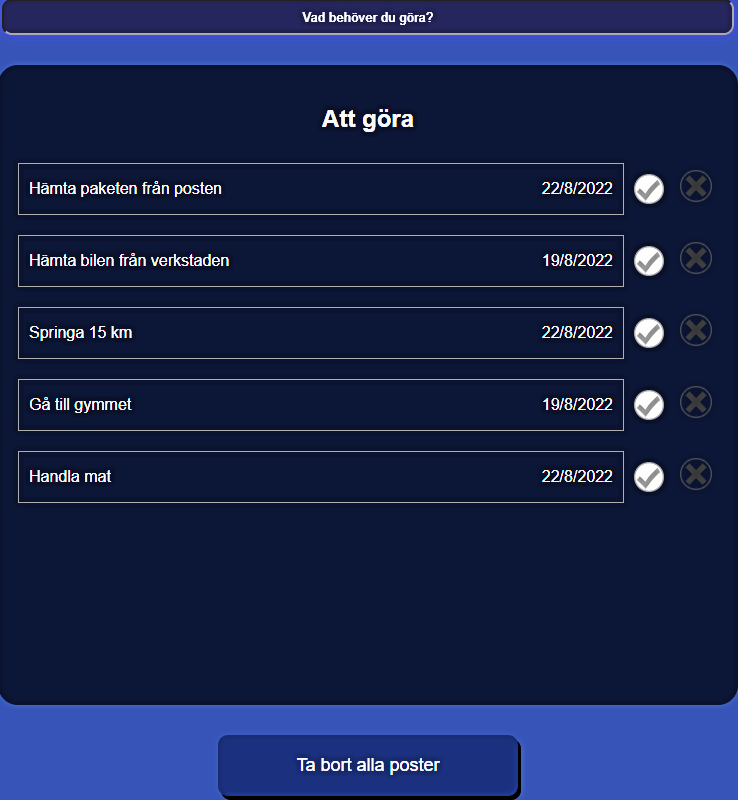 Vad behöver du göra?
Att göra
Hämta paketen från posten 22/8/2022
Hämta bilen från verkstaden 19/8/2022
Springa 15 km 22/8/2022
Gå till gymmet 19/8/2022
Handla mat 22/8/2022
Ta bort alla poster